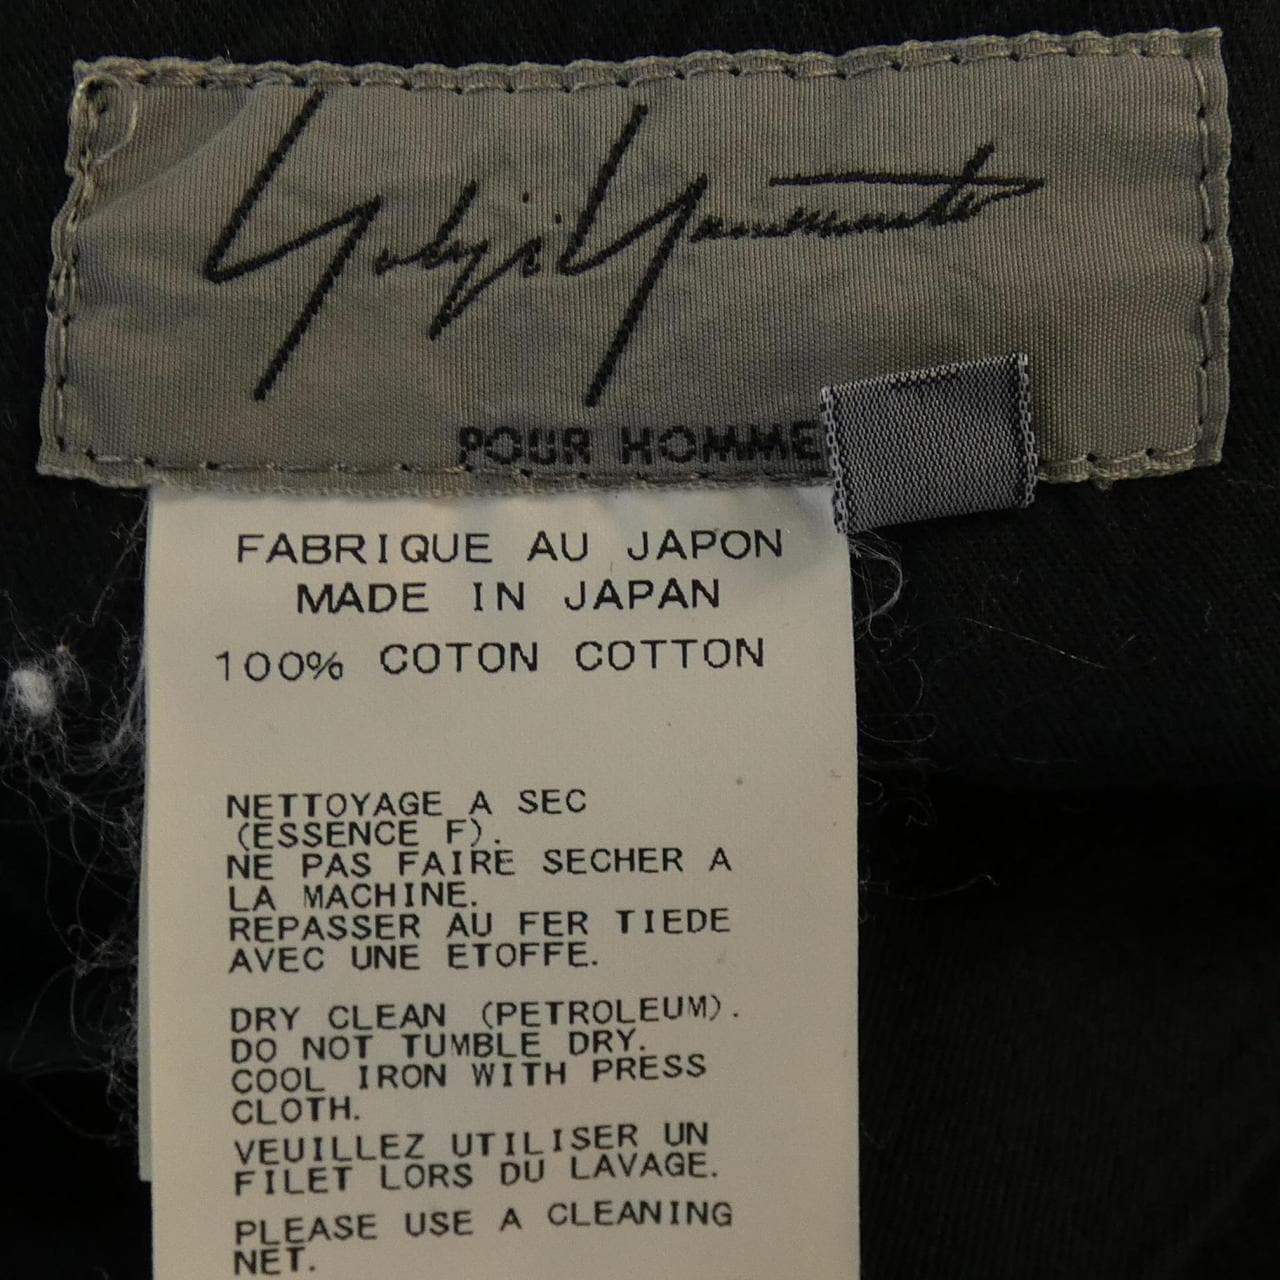 Yohji Yamamoto
POUR HOMME
FABRIQUE AU JAPON
MADE IN JAPAN
100% COTON COTTON
NETTOYAGE A SEC
(ESSENCE F).
NE PAS FAIRE SECHER A
LA MACHINE.
REPASSER AU FER TIEDE
AVEC UNE ETOFFE.
DRY CLEAN (PETROLEUM).
DO NOT TUMBLE DRY.
COOL IRON WITH PRESS
CLOTH.
VEUILLEZ UTILISER UN
FILET LORS DU LAVAGE.
PLEASE USE A CLEANING
NET.